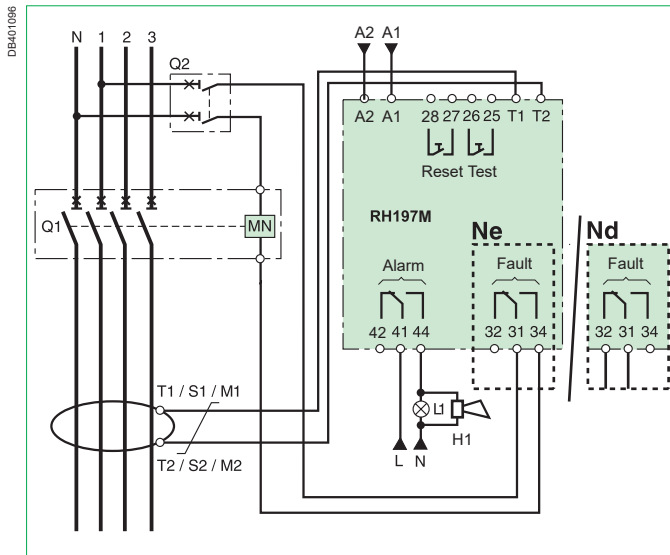 DB401096
N 1 2 3
Q2
A2 A1
A2 A1 28 27 26 25 T1 T2
Reset Test
RH197M
Q1
MN
Ne
Nd
Alarm
Fault
Fault
42 41 44
32 31 34
32 31 34
T1 / S1 / M1
T2 / S2 / M2
L1
H1
L N